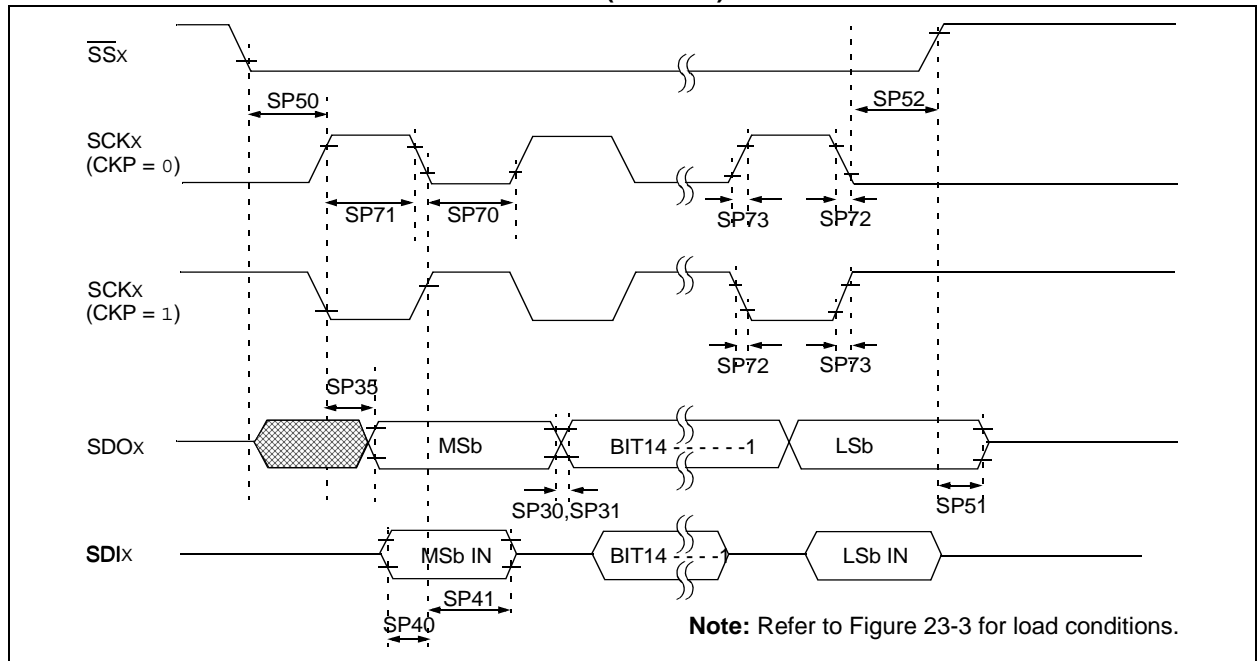 SSX
SP50
SP52
SCKX
(CKP = 0)
SP71
SP70
SP73
SP72
SCKX
(CKP = 1)
SP72
SP73
SP35
SDOX
MSb
BIT14 - - - - - -1
LSb
SP30,SP31
SP51
SDIX
MSb IN
BIT14 - - - - -1
LSb IN
SP41
SP40
Note: Refer to Figure 23-3 for load conditions.